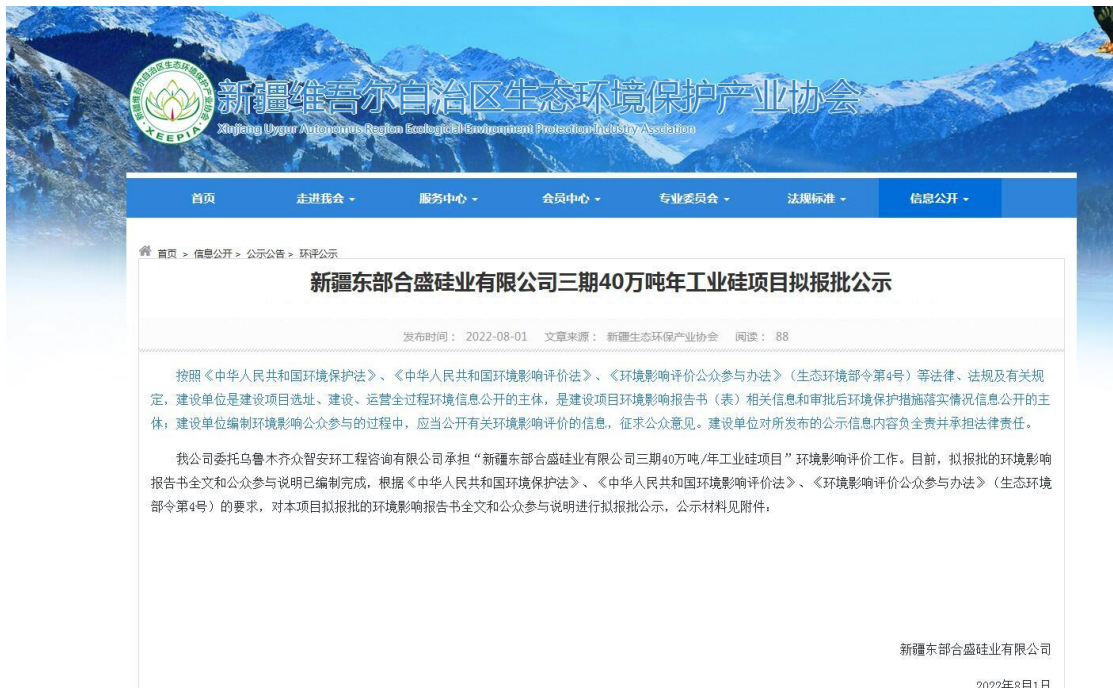 新疆维吾尔自治区生态环境保护产业协会
XEEPIA
Xinjiang Uygur Autonomous Region Ecological Environment Protection Industry
首页 走进我会 服务中心 会员中心 专业委员会 法规标准 信息公开
首页 > 信息公开 > 公示公告 > 环评公示
新疆东部合盛硅业有限公司三期40万吨年工业硅项目拟报批公示
发布时间： 2022-08-01 文章来源： 新疆生态环保产业协会 阅读： 88
按照《中华人民共和国环境保护法》、《中华人民共和国环境影响评价法》、《环境影响评价公众参与办法》（生态环境部令第4号）等法律、法规及有关规
定，建设单位是建设项目选址、建设、运营全过程环境信息公开的主体，是建设项目环境影响报告书（表）相关信息和审批后环境保护措施落实情况信息公开的主
体；建设单位编制环境影响公众参与的过程中，应当公开有关环境影响评价的信息，征求公众意见。建设单位对所发布的公示信息内容负全责并承担法律责任。
我公司委托乌鲁木齐众智安环工程咨询有限公司承担“新疆东部合盛硅业有限公司三期40万吨/年工业硅项目”环境影响评价工作。目前，拟报批的环境影响
报告书全文和公众参与说明已编制完成，根据《中华人民共和国环境保护法》、《中华人民共和国环境影响评价法》、《环境影响评价公众参与办法》（生态环境
部令第4号）的要求，对本项目拟报批的环境影响报告书全文和公众参与说明进行拟报批公示，公示材料见附件：
新疆东部合盛硅业有限公司
2022年8月1日